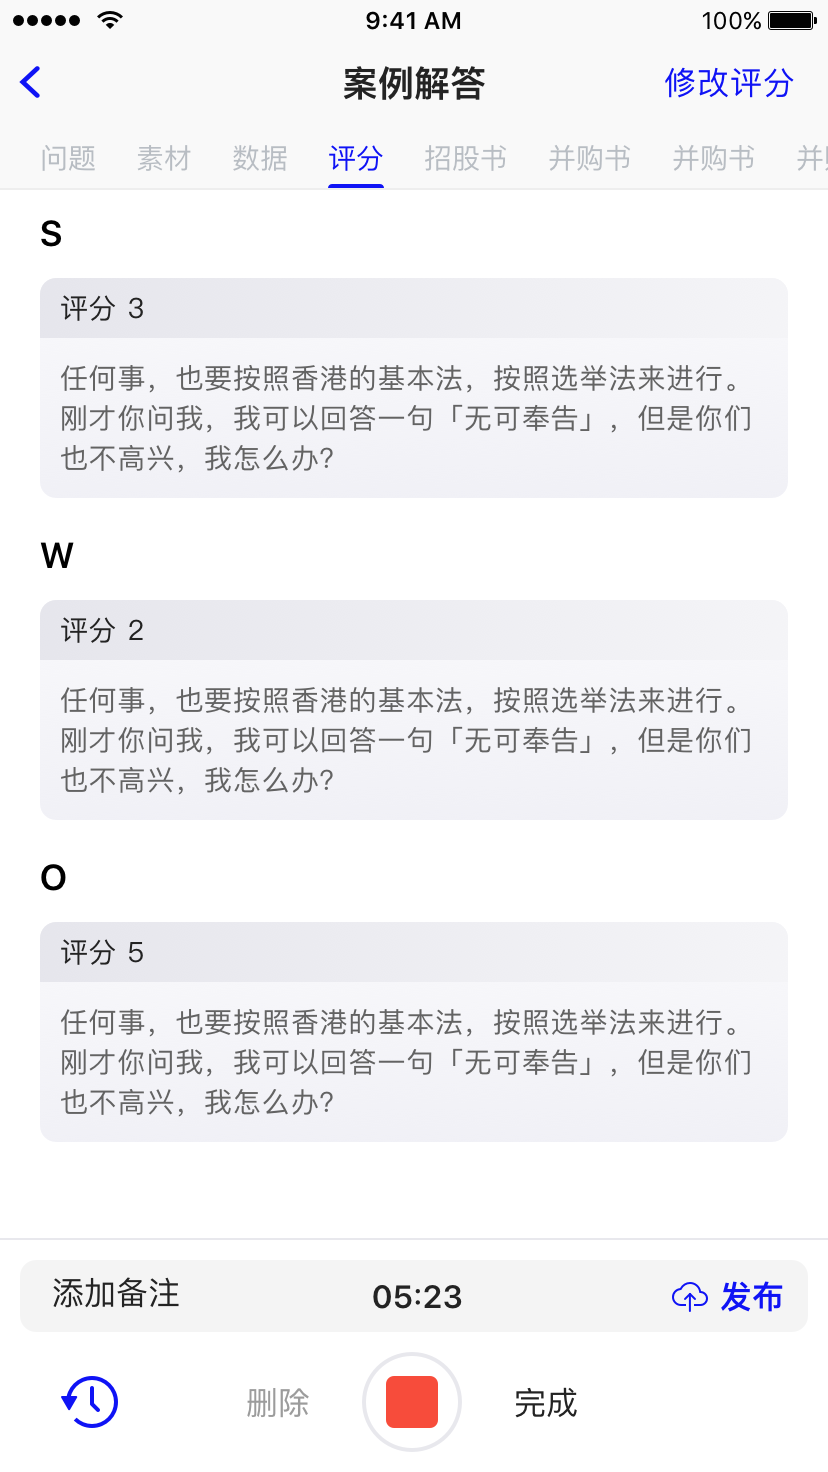 9:41 AM
100%
案例解答
修改评分
问题 素材 数据 评分 招股书 并购书 并购书
S
评分 3
任何事，也要按照香港的基本法，按照选举法来进行。
刚才你问我，我可以回答一句「无可奉告」，但是你们
也不高兴，我怎么办?
W
评分 2
任何事，也要按照香港的基本法，按照选举法来进行。
刚才你问我，我可以回答一句「无可奉告」，但是你们
也不高兴，我怎么办?
O
评分 5
任何事，也要按照香港的基本法，按照选举法来进行。
刚才你问我，我可以回答一句「无可奉告」，但是你们
也不高兴，我怎么办?
添加备注
05:23
发布
删除
完成